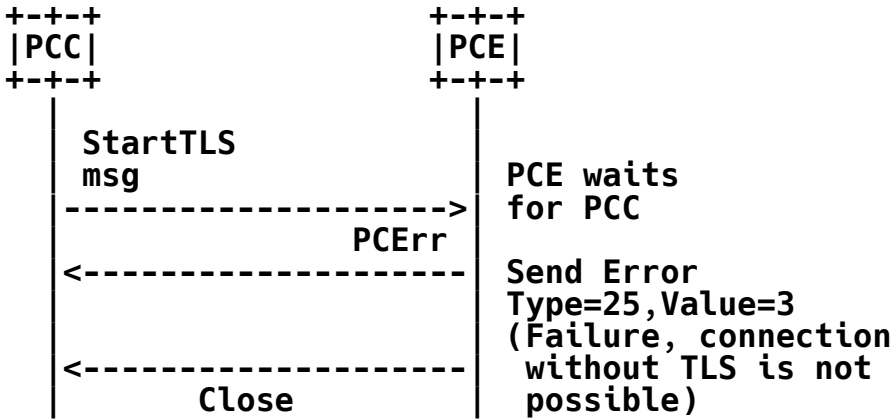 +-+-+                 +-+-+
|PCC|                 |PCE|
+-+-+                 +-+-+
  |                     |
  | StartTLS            |
  | msg                 | PCE waits
  |-------------------->| for PCC
  |               PCErr |
  |<--------------------| Send Error
  |                     | Type=25,Value=3
  |                     | (Failure, connection
  |<--------------------|  without TLS is not
  |       Close         |  possible)